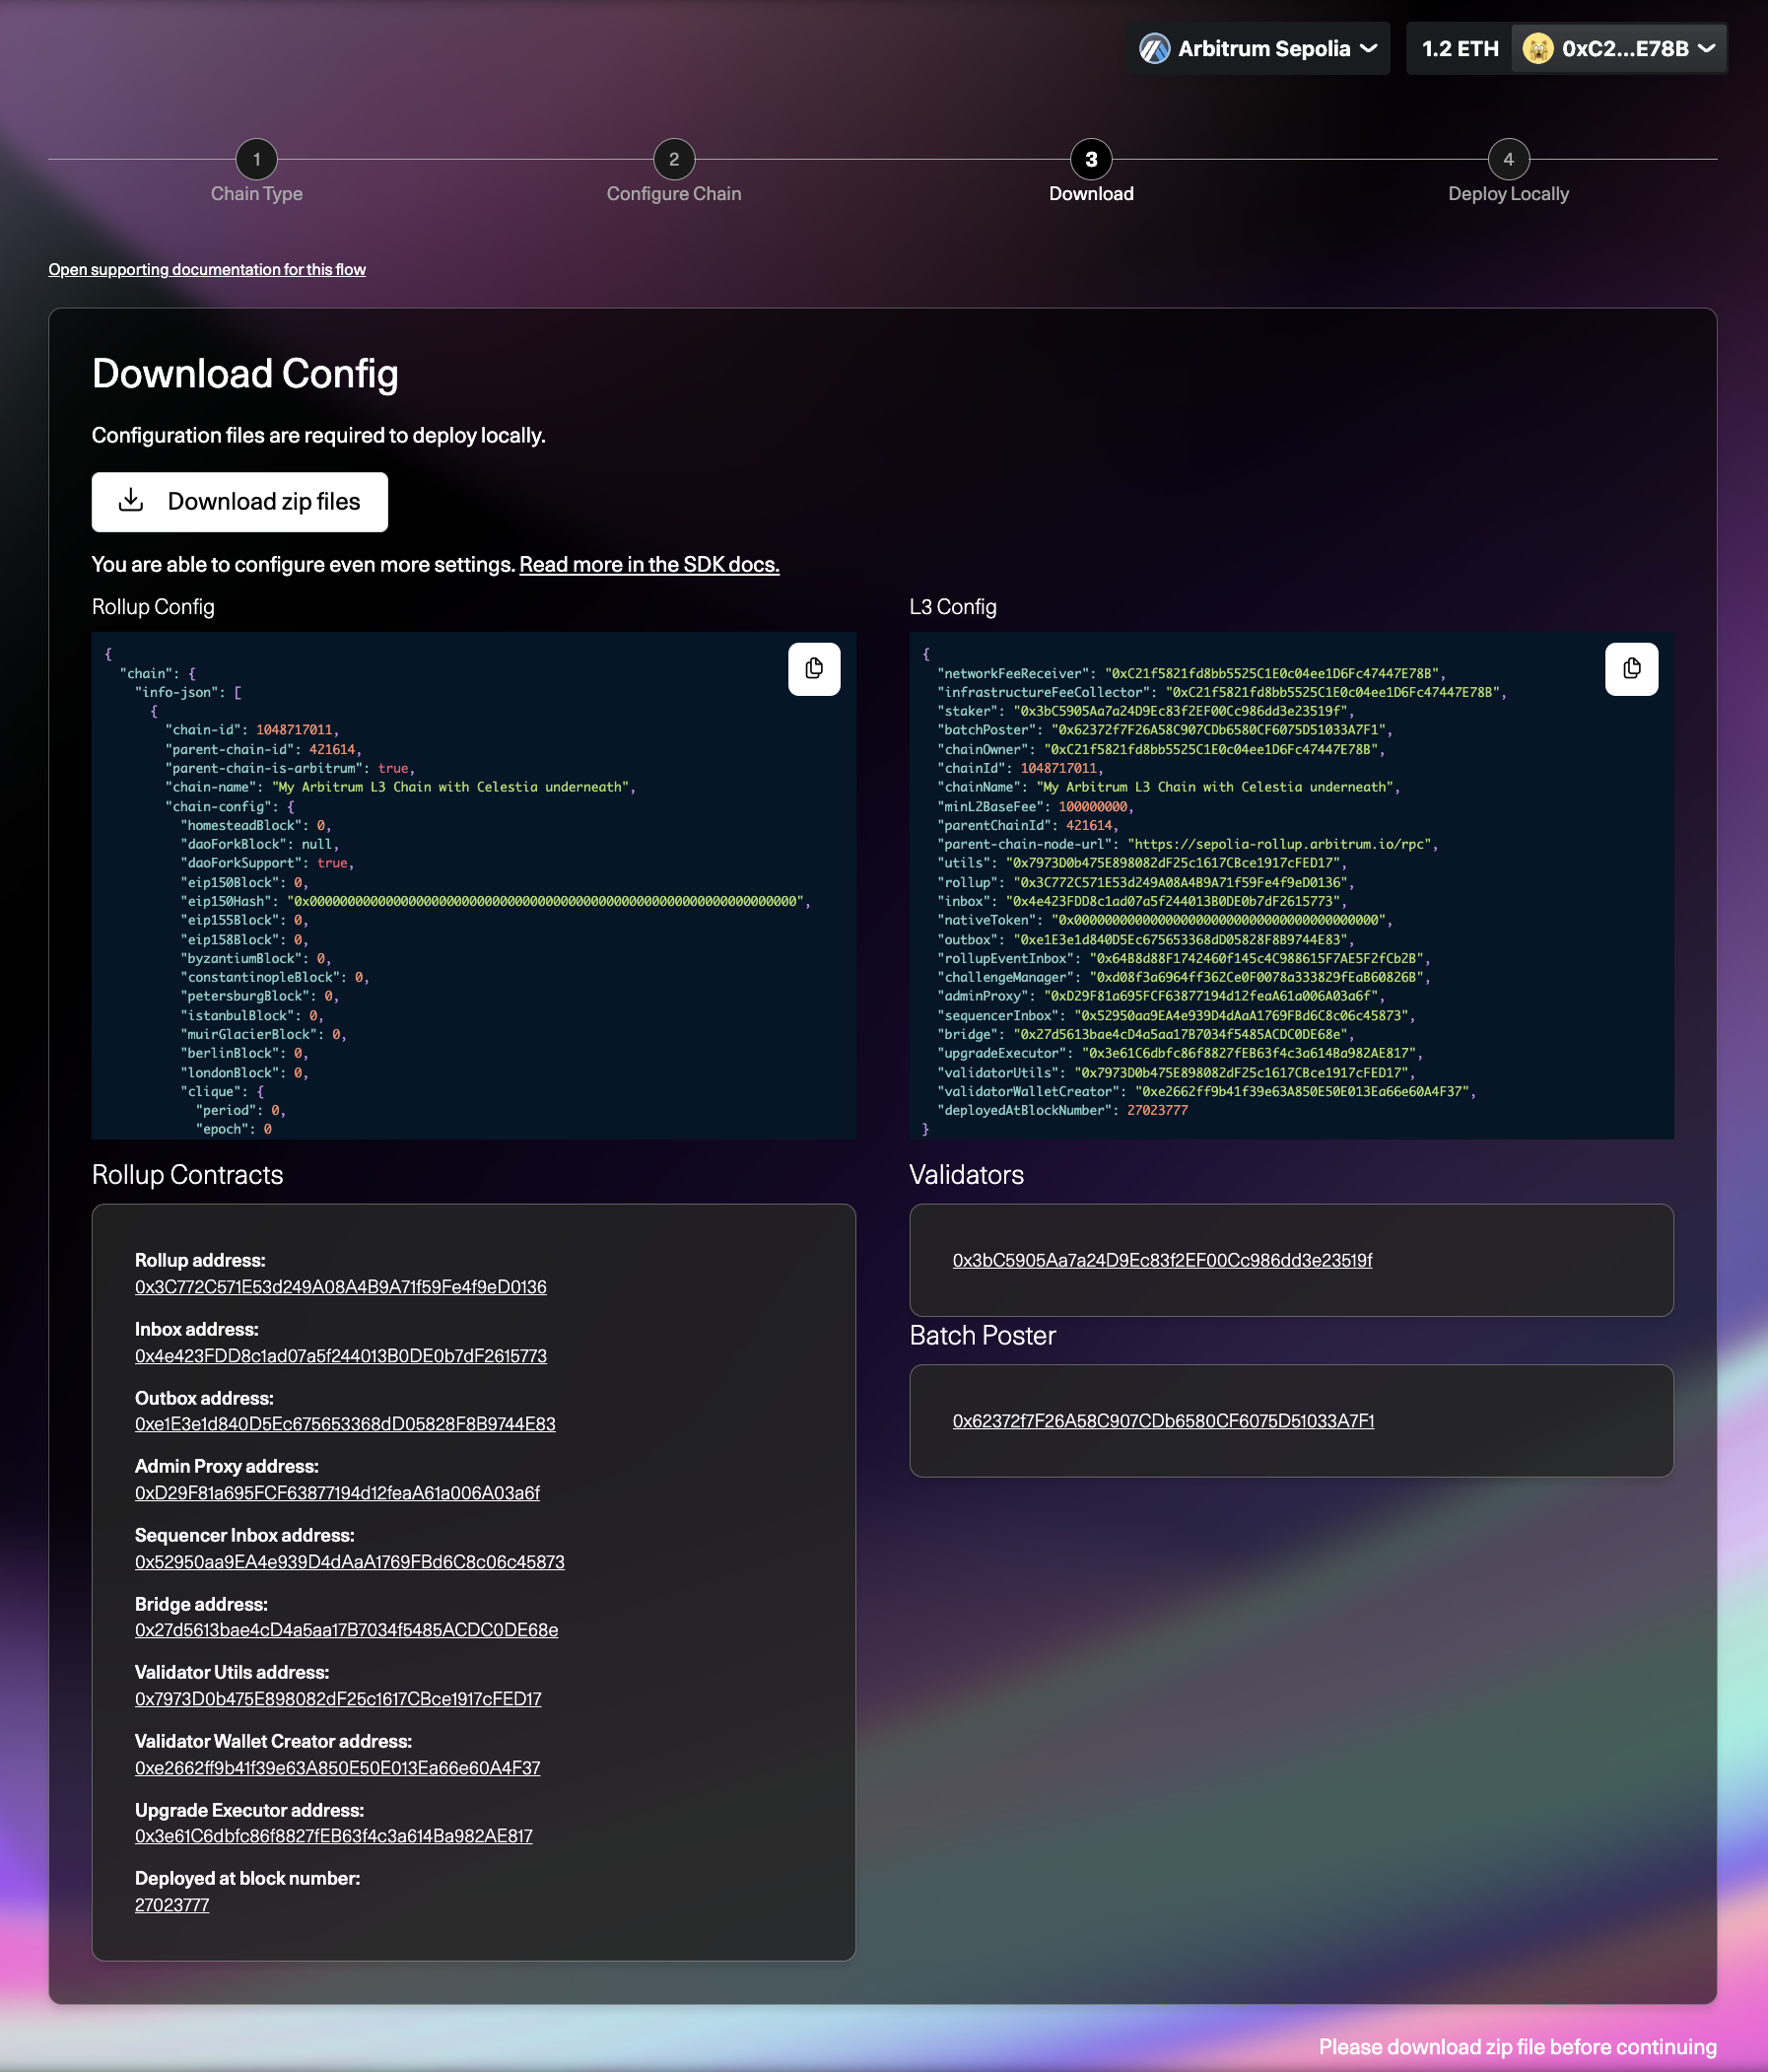 Arbitrum Sepolia
1.2 ETH
0xC2...E78B
1
Chain Type
2
Configure Chain
3
Download
4
Deploy Locally
Open supporting documentation for this flow
Download Config
Configuration files are required to deploy locally.
Download zip files
You are able to configure even more settings. Read more in the SDK docs.
Rollup Config
{
"chain": {
"info-json": [
{
"chain-id": 1048717011,
"parent-chain-id": 421614,
"parent-chain-is-arbitrum": true,
"chain-name": "My Arbitrum L3 Chain with Celestia underneath",
"chain-config": {
"homesteadBlock": 0,
"daoForkBlock": null,
"daoForkSupport": true,
"eip150Block": 0,
"eip150Hash": "0x0000000000000000000000000000000000000000000000000000000000000000",
"eip155Block": 0,
"eip158Block": 0,
"byzantiumBlock": 0,
"constantinopleBlock": 0,
"petersburgBlock": 0,
"istanbulBlock": 0,
"muirGlacierBlock": 0,
"berlinBlock": 0,
"londonBlock": 0,
"clique": {
"period": 0,
"epoch": 0
L3 Config
{
"networkFeeReceiver": "0xC21f5821fd8bb5525C1E0c04ee1D6Fc47447E78B",
"infrastructureFeeCollector": "0xC21f5821fd8bb5525C1E0c04ee1D6Fc47447E78B",
"staker": "0x3bC5905Aa7a24D9Ec83f2EF00Cc986dd3e23519f",
"batchPoster": "0x62372f7F26A58C907CDb6580CF6075D51033A7F1",
"chainOwner": "0xC21f5821fd8bb5525C1E0c04ee1D6Fc47447E78B",
"chainId": 1048717011,
"chainName": "My Arbitrum L3 Chain with Celestia underneath",
"minL2BaseFee": 100000000,
"parentChainId": 421614,
"parent-chain-node-url": "https://sepolia-rollup.arbitrum.io/rpc",
"utils": "0x7973D0b475E898082dF25c1617CBce1917cFED17",
"rollup": "0x3C772C571E53d249A08A4B9A71f59Fe4f9eD0136",
"inbox": "0x4e423FDD8c1ad07a5f244013B0DE0b7dF2615773",
"nativeToken": "0x0000000000000000000000000000000000000000",
"outbox": "0xe1E3e1d840D5Ec675653368dD05828F8B9744E83",
"rollupEventInbox": "0x64B8d88F1742460f145c4C988615F7AE5F2fCb2B",
"challengeManager": "0xd08f3a6964ff362Ce0F0078a333829fEaB60826B",
"adminProxy": "0xD29F81a695FCF63877194d12feaA61a006A03a6f",
"sequencerInbox": "0x52950aa9EA4e939D4dAaA1769FBd6C8c06c45873",
"bridge": "0x27d5613bae4cD4a5aa17B7034f5485ACDC0DE68e",
"upgradeExecutor": "0x3e61C6dbfc86f8827fEB63f4c3a614Ba982AE817",
"validatorUtils": "0x7973D0b475E898082dF25c1617CBce1917cFED17",
"validatorWalletCreator": "0xe2662ff9b41f39e63A850E50E013Ea66e60A4F37",
"deployedAtBlockNumber": 27023777
}
Rollup Contracts
Rollup address:
0x3C772C571E53d249A08A4B9A71f59Fe4f9eD0136
Inbox address:
0x4e423FDD8c1ad07a5f244013B0DE0b7dF2615773
Outbox address:
0xe1E3e1d840D5Ec675653368dD05828F8B9744E83
Admin Proxy address:
0xD29F81a695FCF63877194d12feaA61a006A03a6f
Sequencer Inbox address:
0x52950aa9EA4e939D4dAaA1769FBd6C8c06c45873
Bridge address:
0x27d5613bae4cD4a5aa17B7034f5485ACDC0DE68e
Validator Utils address:
0x7973D0b475E898082dF25c1617CBce1917cFED17
Validator Wallet Creator address:
0xe2662ff9b41f39e63A850E50E013Ea66e60A4F37
Upgrade Executor address:
0x3e61C6dbfc86f8827fEB63f4c3a614Ba982AE817
Deployed at block number:
27023777
Validators
0x3bC5905Aa7a24D9Ec83f2EF00Cc986dd3e23519f
Batch Poster
0x62372f7F26A58C907CDb6580CF6075D51033A7F1
Please download zip file before continuing